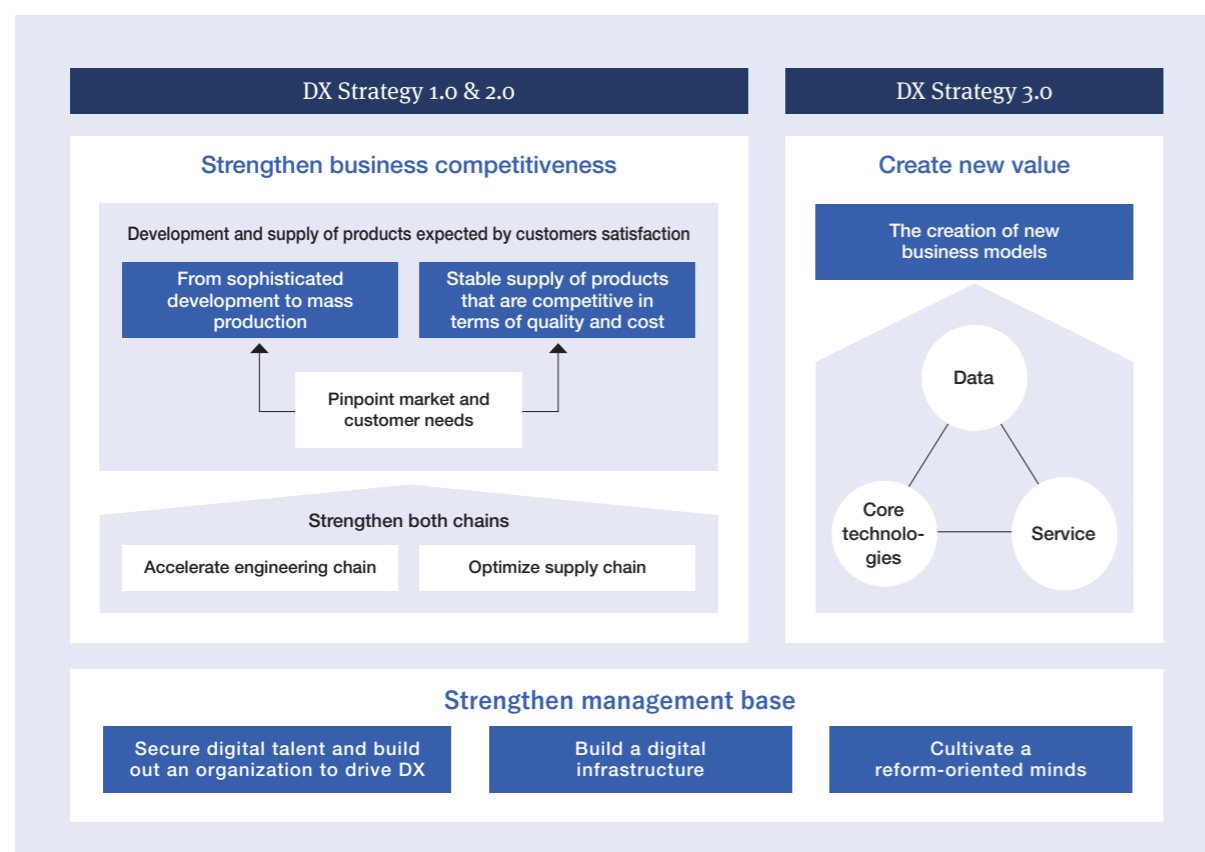 DX Strategy 1.0 & 2.0
Strengthen business competitiveness
Development and supply of products expected by customers satisfaction
From sophisticated
development to mass
production
Stable supply of products
that are competitive in
terms of quality and cost
Pinpoint market and
customer needs
Strengthen both chains
Accelerate engineering chain
Optimize supply chain
DX Strategy 3.0
Create new value
The creation of new
business models
Data
Core
technolo-
gies
Service
Strengthen management base
Secure digital talent and build
out an organization to drive DX
Build a digital
infrastructure
Cultivate a
reform-oriented minds